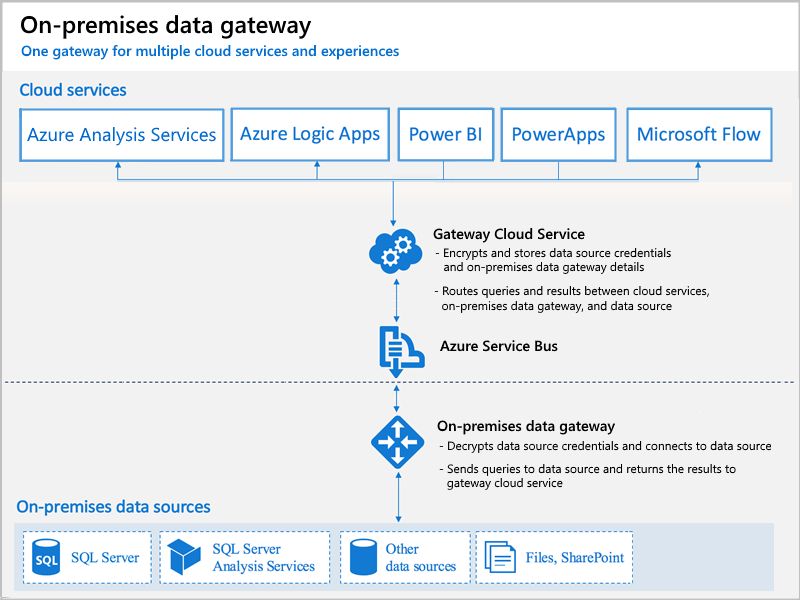 On-premises data gateway
One gateway for multiple cloud services and experiences
Cloud services
Azure Analysis Services
Azure Logic Apps
Power BI
PowerApps
Microsoft Flow
Gateway Cloud Service
- Encrypts and stores data source credentials
and on-premises data gateway details
- Routes queries and results between cloud services,
on-premises data gateway, and data source
Azure Service Bus
On-premises data gateway
- Decrypts data source credentials and connects to data source
- Sends queries to data source and returns the results to
gateway cloud service
On-premises data sources
SQL
SQL Server
SQL Server
Analysis Services
Other
data sources
Files, SharePoint